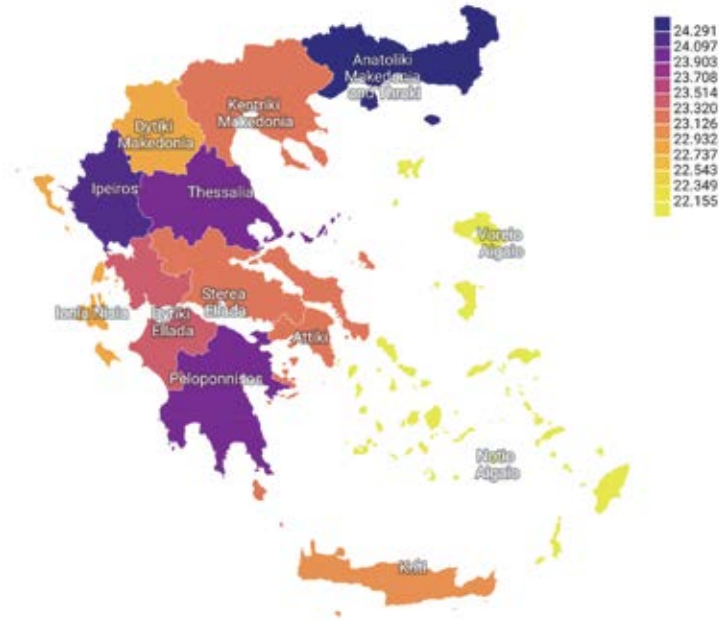 Anatoliki
Makedonia
and Thraki
Kentriki
Makedonia
Dytiki
Makedonia
Ipeiros
Thessalia
Voreio
Aigaio
Sterea
Ellada
Ionia Nisia
Dytiki
Ellada
Attiki
Peloponnisos
Notio
Aigaio
Kriti
24.291
24.097
23.903
23.708
23.514
23.320
23.126
22.932
22.737
22.543
22.349
22.155